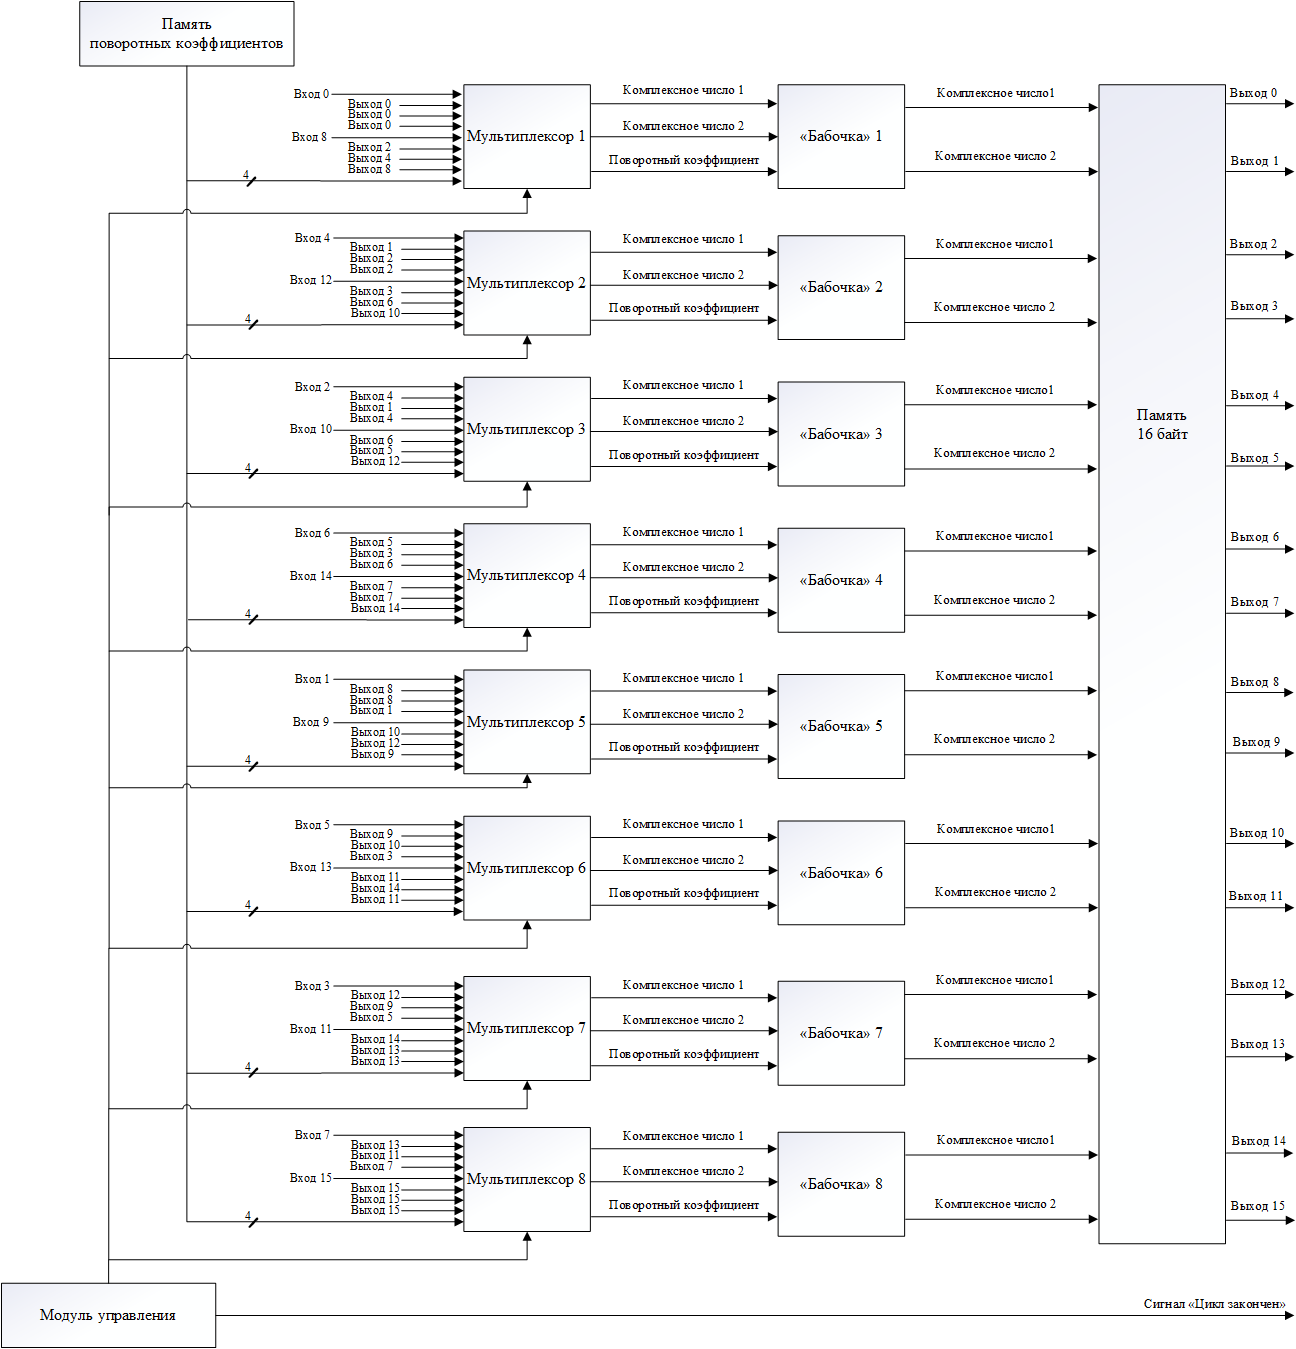 Память
поворотных коэффициентов
Вход 0
Выход 0
Выход 0
Выход 0
Вход 8
Выход 2
Выход 4
Выход 8
4
Мультиплексор 1
Комплексное число 1
Комплексное число 2
Поворотный коэффициент
«Бабочка» 1
Комплексное число1
Комплексное число 2
Выход 0
Выход 1
Вход 4
Выход 1
Выход 2
Выход 2
Вход 12
Выход 3
Выход 6
Выход 10
4
Мультиплексор 2
Комплексное число 1
Комплексное число 2
Поворотный коэффициент
«Бабочка» 2
Комплексное число1
Комплексное число 2
Выход 2
Выход 3
Вход 2
Выход 4
Выход 1
Выход 4
Вход 10
Выход 6
Выход 5
Выход 12
4
Мультиплексор 3
Комплексное число 1
Комплексное число 2
Поворотный коэффициент
«Бабочка» 3
Комплексное число1
Комплексное число 2
Память
16 байт
Выход 4
Выход 5
Вход 6
Выход 5
Выход 3
Выход 6
Вход 14
Выход 7
Выход 7
Выход 14
4
Мультиплексор 4
Комплексное число 1
Комплексное число 2
Поворотный коэффициент
«Бабочка» 4
Комплексное число1
Комплексное число 2
Выход 6
Выход 7
Вход 1
Выход 8
Выход 8
Выход 1
Вход 9
Выход 10
Выход 12
Выход 9
4
Мультиплексор 5
Комплексное число 1
Комплексное число 2
Поворотный коэффициент
«Бабочка» 5
Комплексное число1
Комплексное число 2
Выход 8
Выход 9
Вход 5
Выход 9
Выход 10
Выход 3
Вход 13
Выход 11
Выход 14
Выход 11
4
Мультиплексор 6
Комплексное число 1
Комплексное число 2
Поворотный коэффициент
«Бабочка» 6
Комплексное число1
Комплексное число 2
Выход 10
Выход 11
Вход 3
Выход 12
Выход 9
Выход 5
Вход 11
Выход 14
Выход 13
Выход 13
4
Мультиплексор 7
Комплексное число 1
Комплексное число 2
Поворотный коэффициент
«Бабочка» 7
Комплексное число1
Комплексное число 2
Выход 12
Выход 13
Вход 7
Выход 13
Выход 11
Выход 7
Вход 15
Выход 15
Выход 15
Выход 15
4
Мультиплексор 8
Комплексное число 1
Комплексное число 2
Поворотный коэффициент
«Бабочка» 8
Комплексное число1
Комплексное число 2
Выход 14
Выход 15
Модуль управления
Сигнал «Цикл закончен»